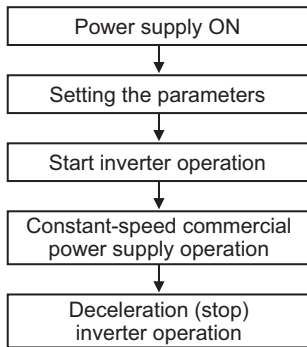 Power supply ON
Setting the parameters
Start inverter operation
Constant-speed commercial
power supply operation
Deceleration (stop)
inverter operation